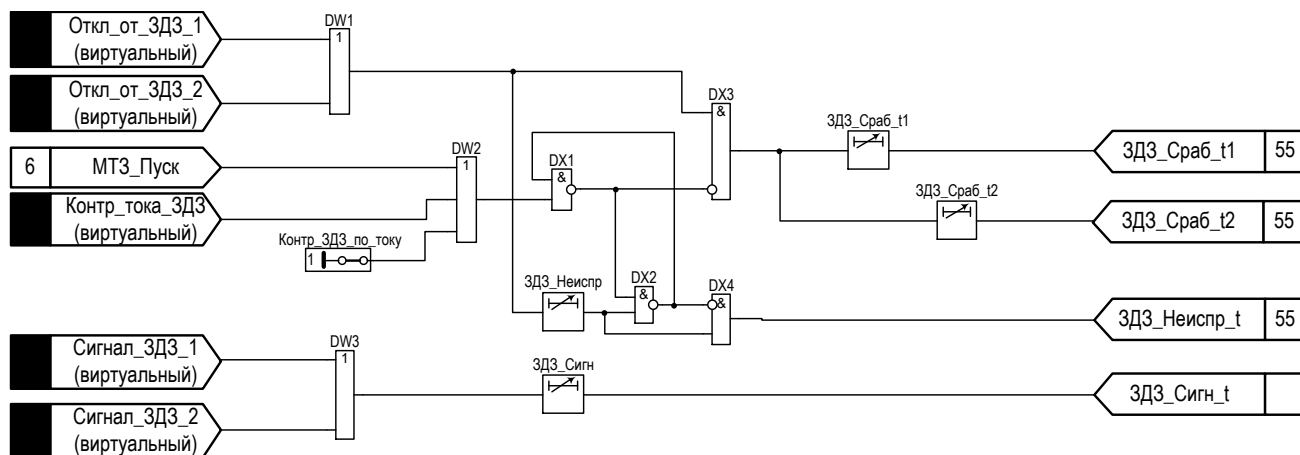 Откл_от_ЗДЗ_1
(виртуальный)
DW1
1
Откл_от_ЗДЗ_2
(виртуальный)
DX3
&
ЗДЗ_Сраб_t1
ЗДЗ_Сраб_t1 55
6 МТЗ_Пуск
DW2
1
DX1
&
ЗДЗ_Сраб_t2
ЗДЗ_Сраб_t2 55
Контр_тока_ЗДЗ
(виртуальный)
Контр_ЗДЗ_по_току
1
ЗДЗ_Неиспр
DX2
&
DX4
&
ЗДЗ_Неиспр_t 55
Сигнал_ЗДЗ_1
(виртуальный)
DW3
1
ЗДЗ_Сигн
ЗДЗ_Сигн_t
Сигнал_ЗДЗ_2
(виртуальный)